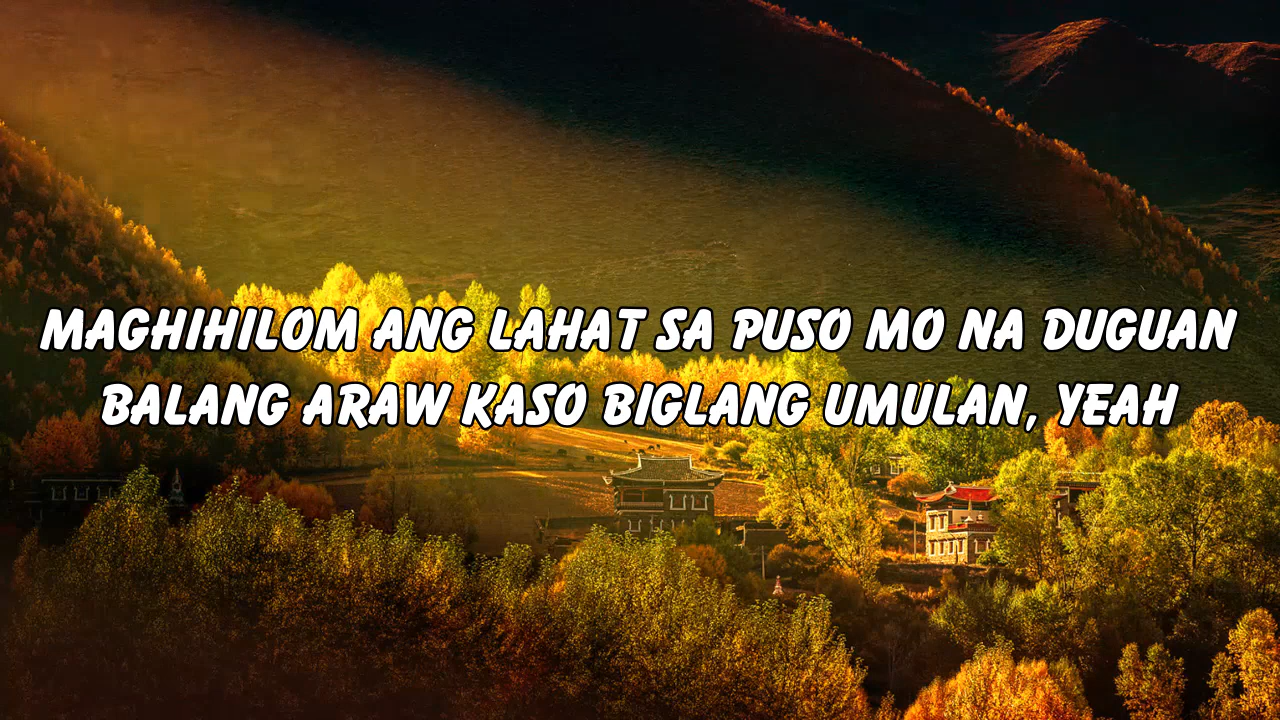 MAGHIHILOM ANG LAHAT SA PUSO MO NA DUGUAN
BALANG ARAW KASO BIGLANG UMULAN, YEAH